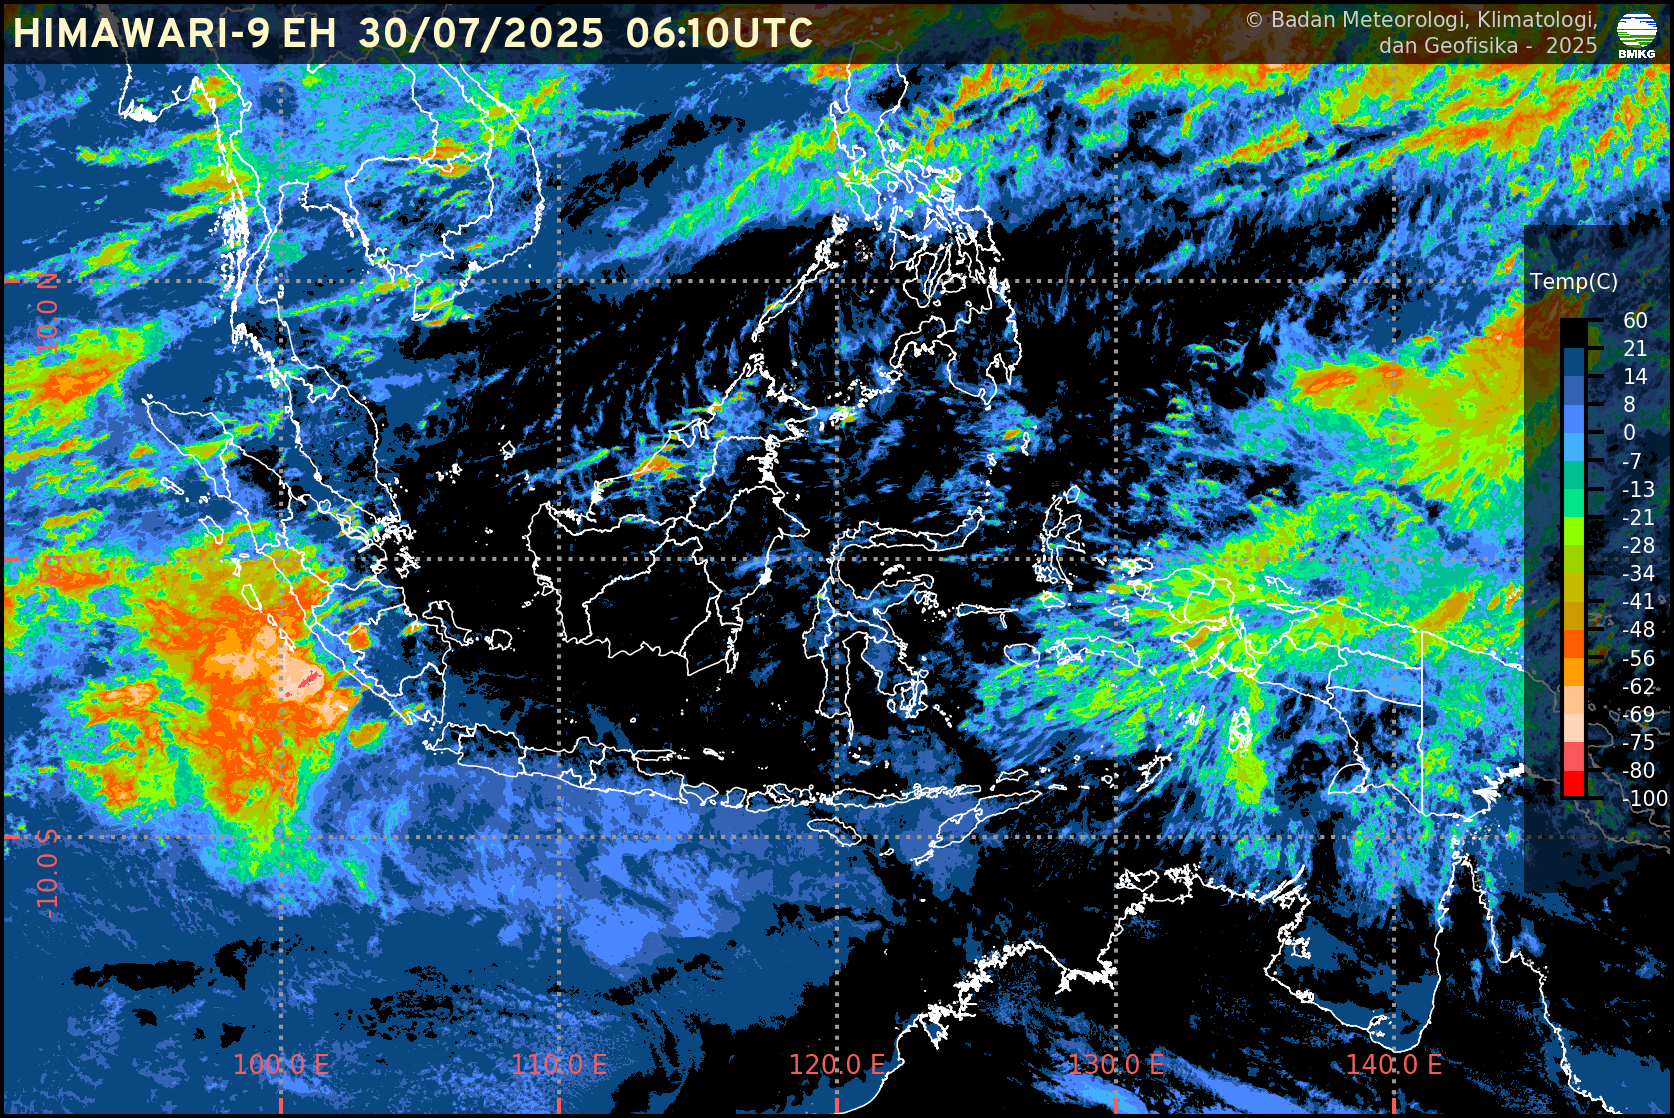 HIMAWARI-9 EH 30/07/2025 06:10UTC
© Badan Meteorologi, Klimatologi,
dan Geofisika - 2025
BMKG
Temp(C)
60
21
14
8
0
-7
-13
-21
-28
-34
-41
-48
-56
-62
-69
-75
-80
-100
10.0 N
-10.0 S
100.0 E
110.0 E
120.0 E
130.0 E
140.0 E